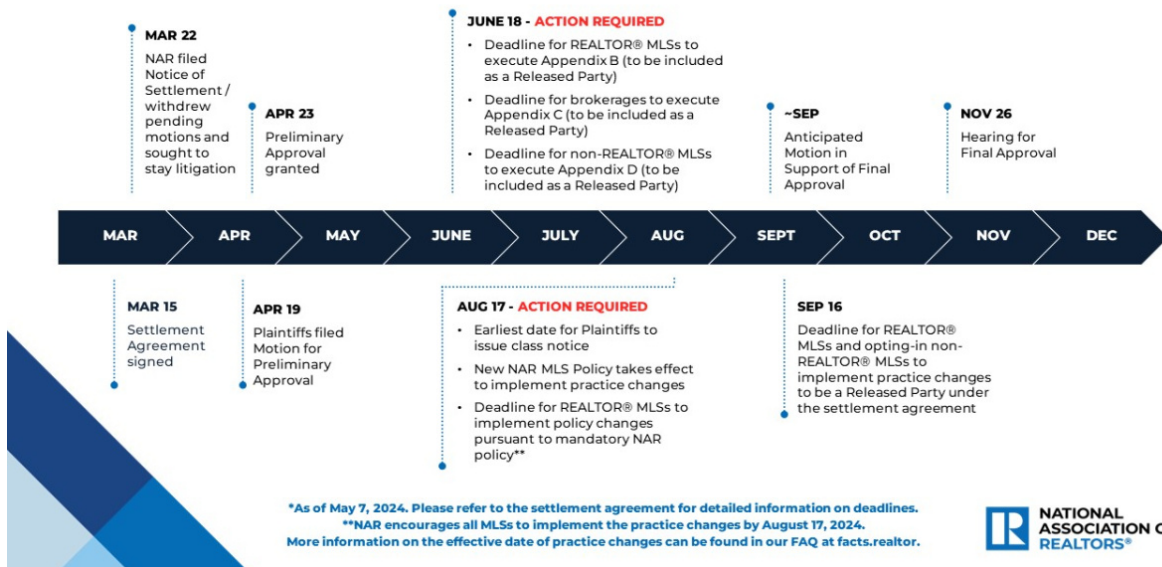 MAR 22
NAR filed
Notice of
Settlement /
withdrew
pending
motions and
sought to
stay litigation
APR 23
Preliminary
Approval
granted
JUNE 18 - ACTION REQUIRED
• Deadline for REALTOR® MLSs to
execute Appendix B (to be included
as a Released Party)
• Deadline for brokerages to execute
Appendix C (to be included as a
Released Party)
• Deadline for non-REALTOR® MLSs
to execute Appendix D (to be
included as a Released Party)
~SEP
Anticipated
Motion in
Support of Final
Approval
NOV 26
Hearing for
Final Approval
MAR APR MAY JUNE JULY AUG SEPT OCT NOV DEC
MAR 15
Settlement
Agreement
signed
APR 19
Plaintiffs filed
Motion for
Preliminary
Approval
AUG 17 - ACTION REQUIRED
• Earliest date for Plaintiffs to
issue class notice
• New NAR MLS Policy takes effect
to implement practice changes
• Deadline for REALTOR® MLSs to
implement policy changes
pursuant to mandatory NAR
policy**
SEP 16
Deadline for REALTOR®
MLSs and opting-in non-
REALTOR® MLSs to
implement practice changes
to be a Released Party under
the settlement agreement
*As of May 7, 2024. Please refer to the settlement agreement for detailed information on deadlines.
**NAR encourages all MLSs to implement the practice changes by August 17, 2024.
More information on the effective date of practice changes can be found in our FAQ at facts.realtor.
R
NATIONAL
ASSOCIATION
REALTORS®